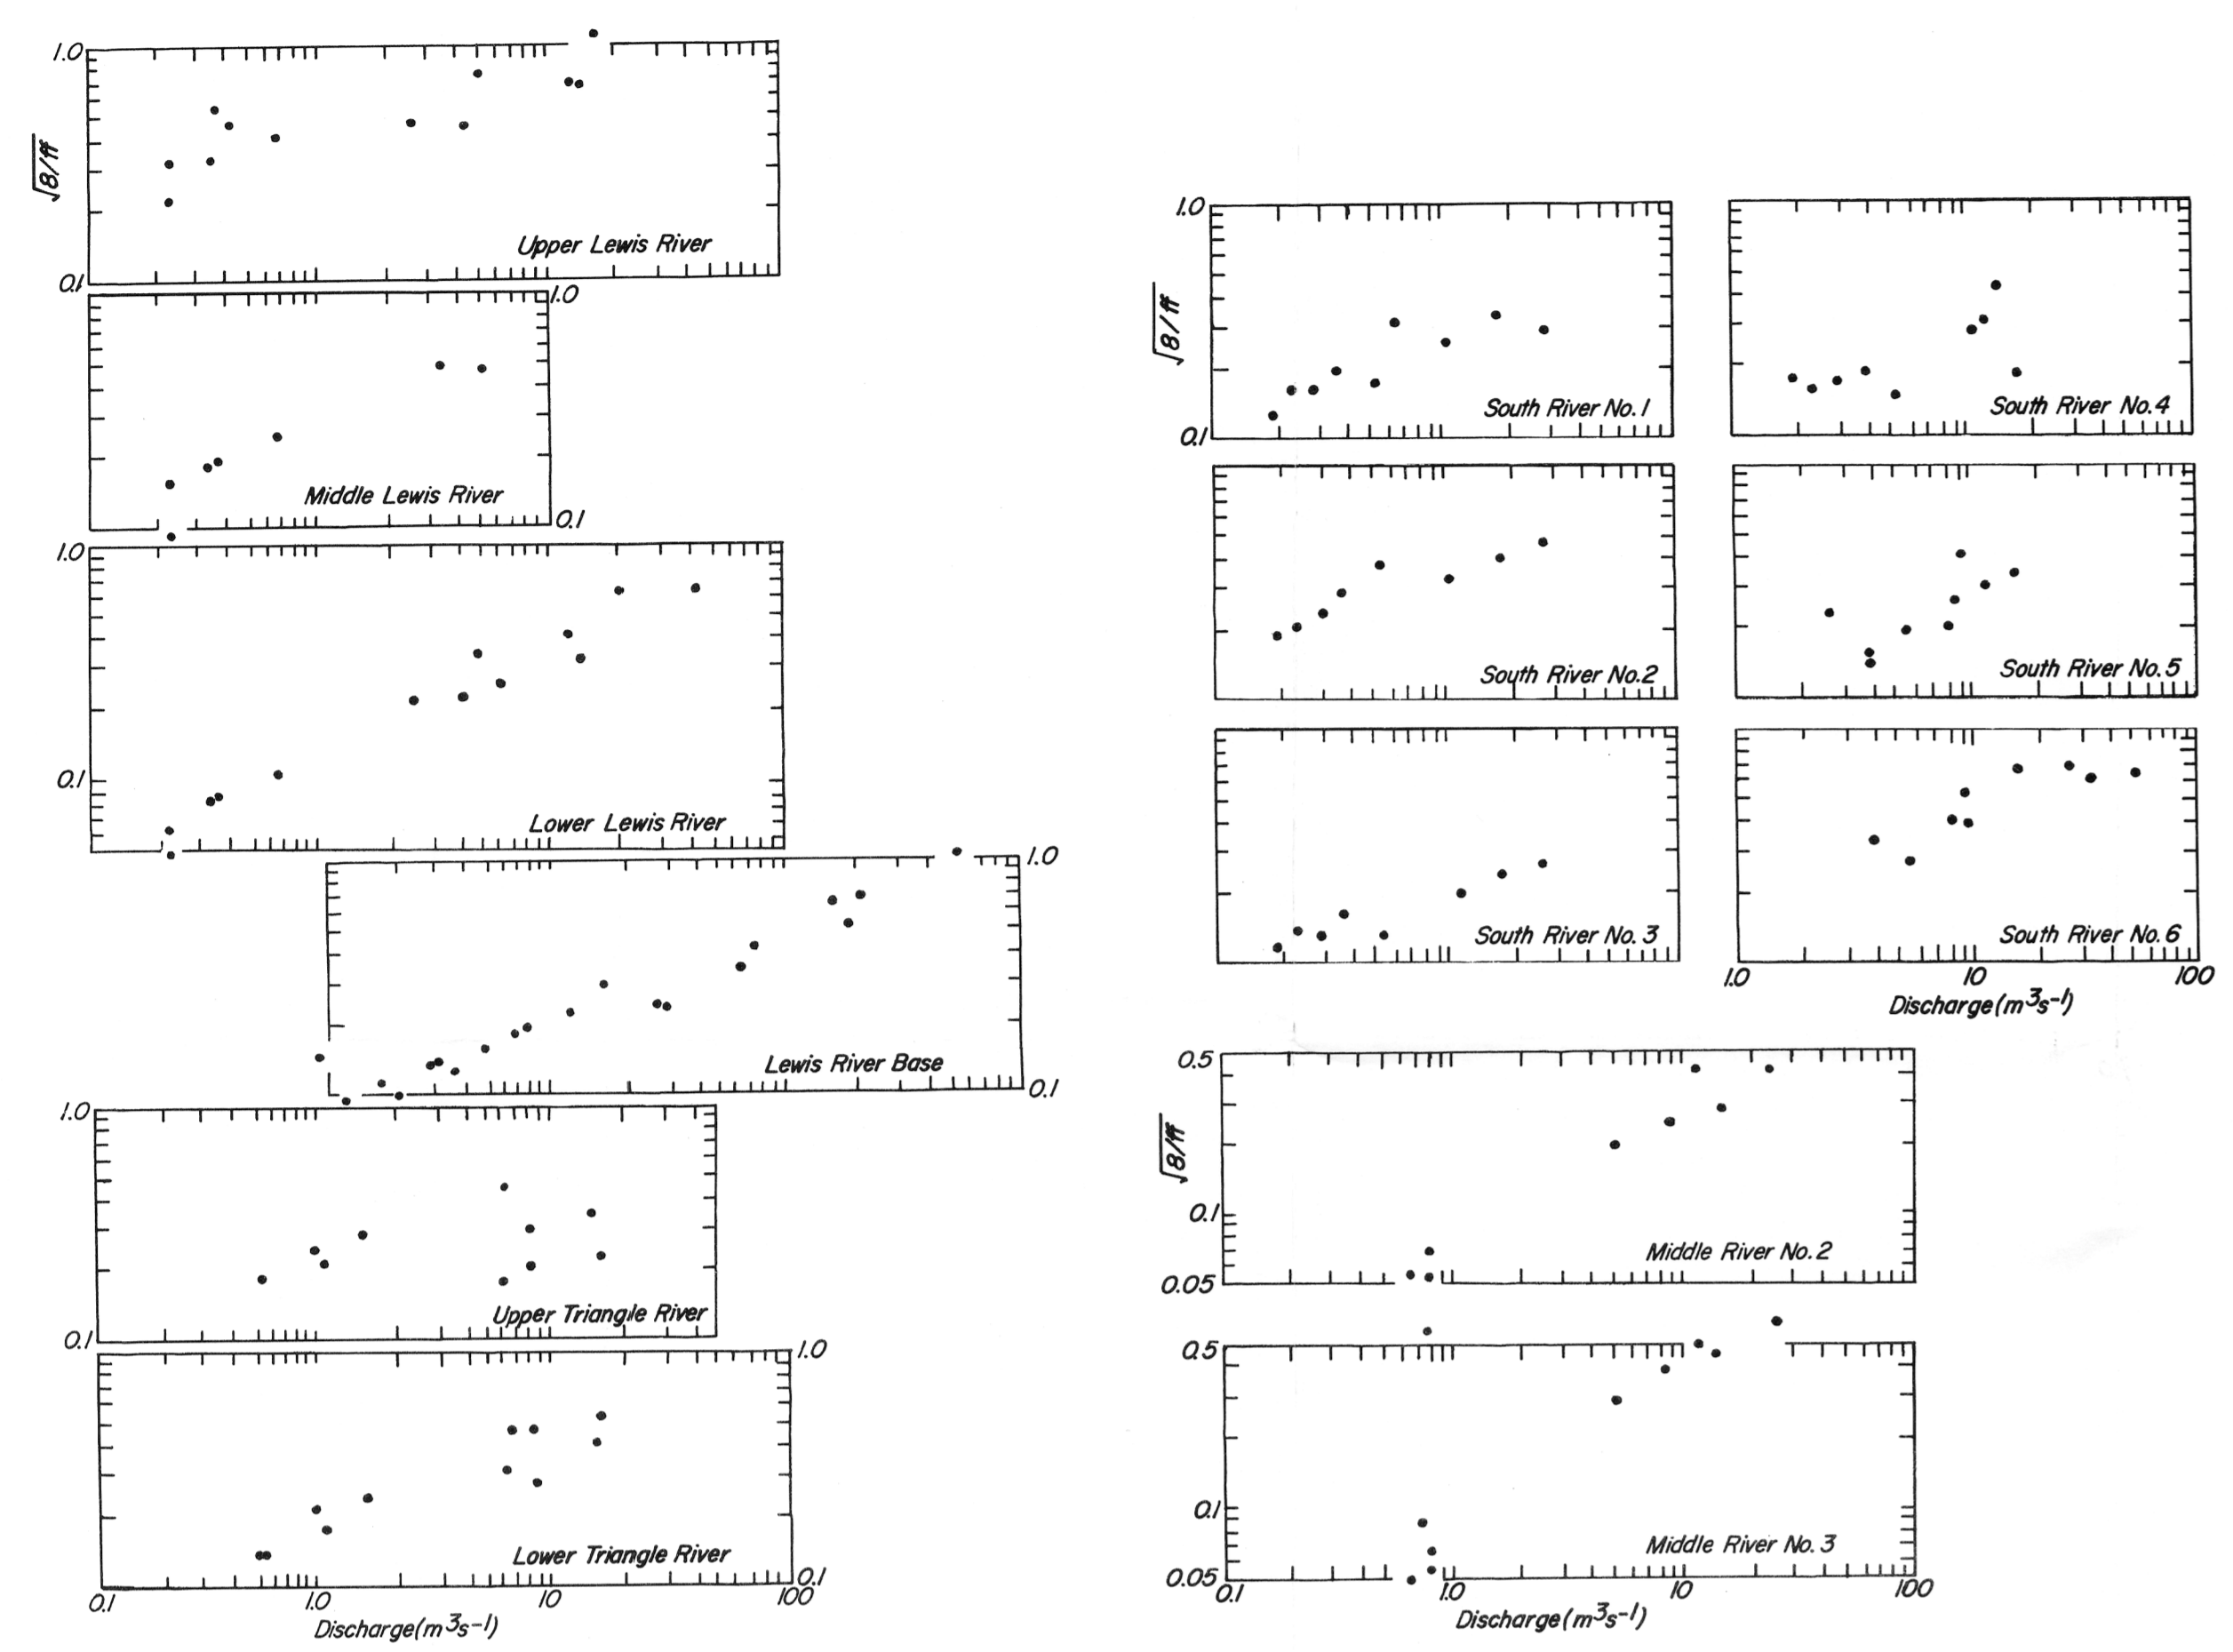 1.0
√8/ff
Upper Lewis River
0.1
1.0
Middle Lewis River
0.1
1.0
0.1
Lower Lewis River
1.0
Lewis River Base
0.1
1.0
Upper Triangle River
0.1
1.0
Lower Triangle River
0.1
0.1 1.0 10 100
Discharge(m³s-1)
1.0
√8/ff
South River No.1
0.1
South River No.2
South River No.3
South River No.4
South River No.5
South River No.6
1.0 10 100
Discharge(m³s-1)
0.5
√8/ff
0.1
Middle River No.2
0.05
0.5
0.1
Middle River No.3
0.05
0.1 1.0 10 100
Discharge(m³s-1)